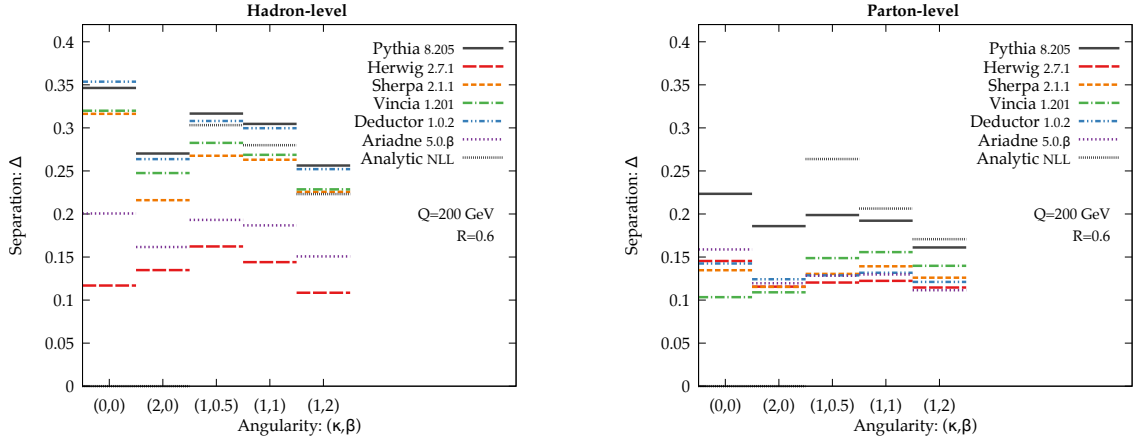 Hadron-level
Separation: Δ
0.4
0.35
0.3
0.25
0.2
0.15
0.1
0.05
0
Pythia 8.205
Herwig 2.7.1
Sherpa 2.1.1
Vincia 1.201
Deductor 1.0.2
Ariadne 5.0.β
Analytic NLL
Q=200 GeV
R=0.6
(0,0) (2,0) (1,0.5) (1,1) (1,2)
Angularity: (κ,β)
Parton-level
Separation: Δ
0.4
0.35
0.3
0.25
0.2
0.15
0.1
0.05
0
Pythia 8.205
Herwig 2.7.1
Sherpa 2.1.1
Vincia 1.201
Deductor 1.0.2
Ariadne 5.0.β
Analytic NLL
Q=200 GeV
R=0.6
(0,0) (2,0) (1,0.5) (1,1) (1,2)
Angularity: (κ,β)